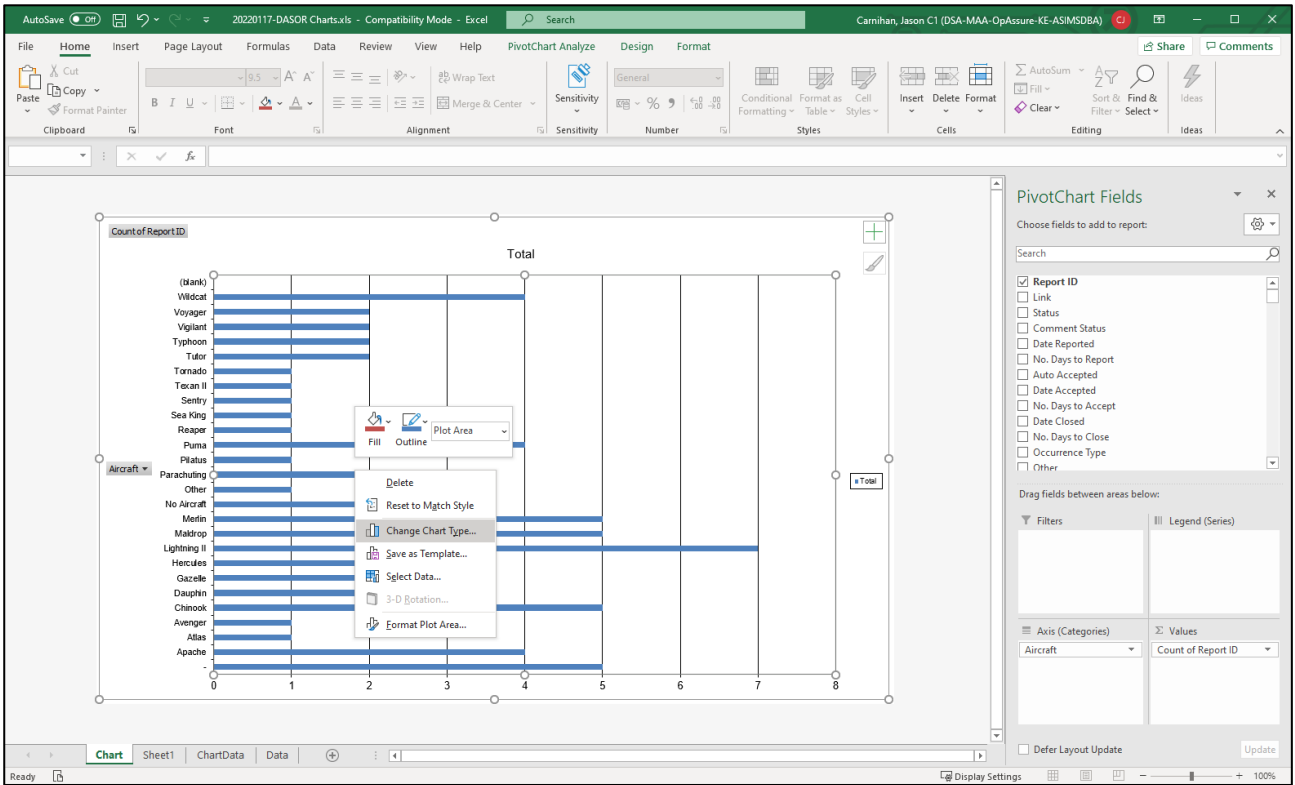 AutoSave Off 20220117-DASOR Charts.xls - Compatibility Mode - Excel Search Carnihan, Jason C1 (DSA-MAA-OpAssure-KE-ASIMSDBA) CJ
File Home Insert Page Layout Formulas Data Review View Help PivotChart Analyze Design Format Share Comments
Paste Cut Copy Format Painter
9.5 A^ A˅ B I U A
Wrap Text Merge & Center
Sensitivity
General %
Conditional Formatting Format as Table Cell Styles
Insert Delete Format
AutoSum Fill Clear Sort & Filter Find & Select
Ideas
Clipboard Font Alignment Sensitivity Number Styles Cells Editing Ideas
fx
Count of Report ID
Total
(blank)
Wildcat
Voyager
Vigilant
Typhoon
Tutor
Tornado
Texan II
Sentry
Sea King
Reaper
Puma
Pilatus
Parachuting
Other
No Aircraft
Merlin
Maldrop
Lightning II
Hercules
Gazelle
Dauphin
Chinook
Avenger
Atlas
Apache
-
0 1 2 3 4 5 6 7 8
Aircraft
Total
Fill Outline Plot Area
Delete
Reset to Match Style
Change Chart Type...
Save as Template...
Select Data...
3-D Rotation...
Format Plot Area...
PivotChart Fields
Choose fields to add to report:
Search
Report ID
Link
Status
Comment Status
Date Reported
No. Days to Report
Auto Accepted
Date Accepted
No. Days to Accept
Date Closed
No. Days to Close
Occurrence Type
Other
Drag fields between areas below:
Filters Legend (Series)
Axis (Categories) Σ Values
Aircraft Count of Report ID
Defer Layout Update Update
Chart Sheet1 ChartData Data
Ready Display Settings 100%